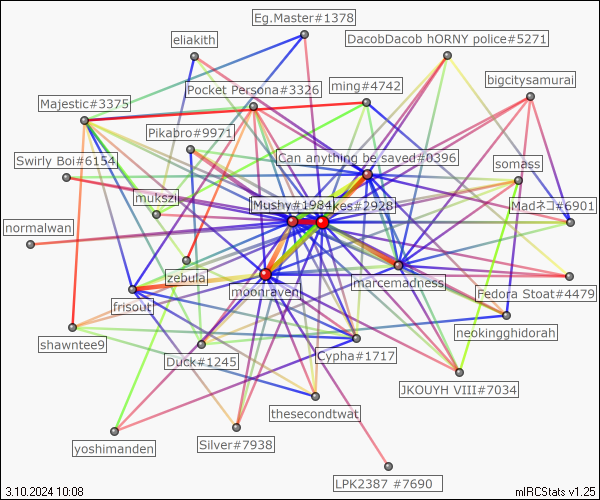 Eg.Master#1378
eliakith
DacobDacob hORNY police#5271
bigcitysamurai
Pocket Persona#3326
ming#4742
Majestic#3375
Pikabro#9971
Swirly Boi#6154
Can anything be saved#0396
somass
mukszi
Mushy#1984
kes#2928
Madネコ#6901
normalwan
zebula
moonraven
marcemadness
Fedora Stoat#4479
frisout
neokingghidorah
shawntee9
Duck#1245
Cypha#1717
JKOUYH VIII#7034
thesecondtwat
yoshimanden
Silver#7938
LPK2387 #7690
3.10.2024 10:08
mIRCStats v1.25